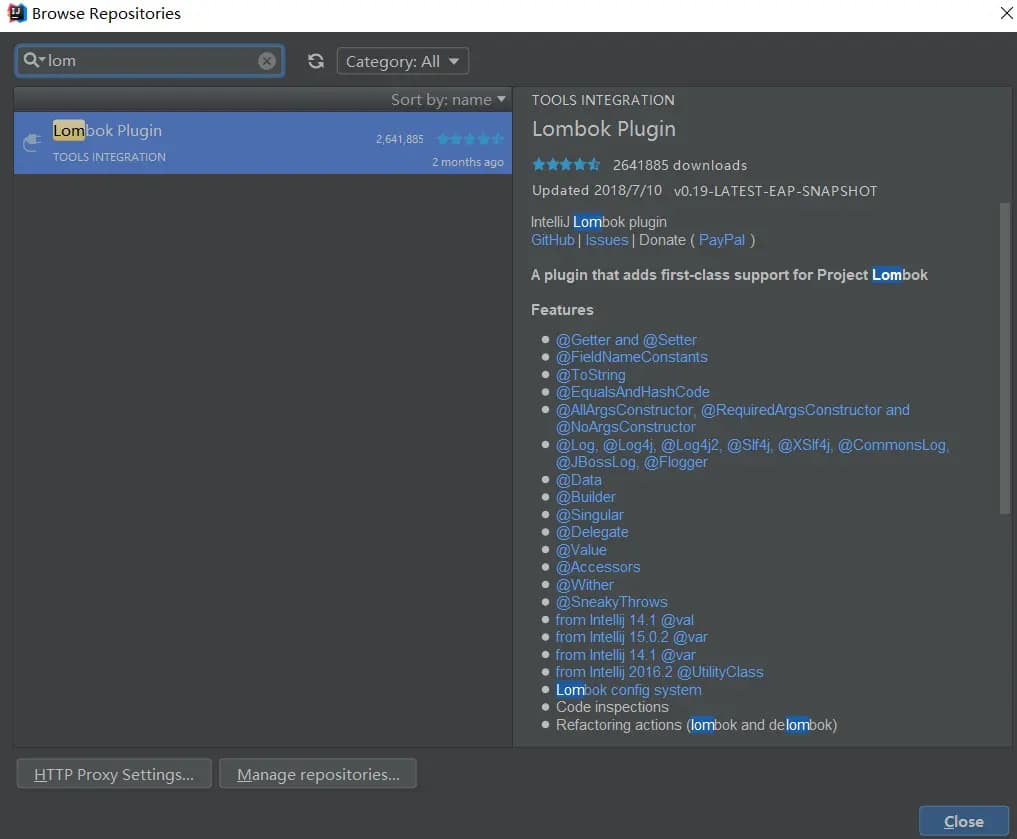 Browse Repositories
lom
Category: All
Sort by: name
Lombok Plugin
2,641,885
TOOLS INTEGRATION
2 months ago
TOOLS INTEGRATION
Lombok Plugin
2641885 downloads
Updated 2018/7/10 v0.19-LATEST-EAP-SNAPSHOT
IntelliJ Lombok plugin
GitHub | Issues | Donate ( PayPal )
A plugin that adds first-class support for Project Lombok
Features
@Getter and @Setter
@FieldNameConstants
@ToString
@EqualsAndHashCode
@AllArgsConstructor, @RequiredArgsConstructor and
@NoArgsConstructor
@Log, @Log4j, @Log4j2, @Slf4j, @XSlf4j, @CommonsLog,
@JBossLog, @Flogger
@Data
@Builder
@Singular
@Delegate
@Value
@Accessors
@Wither
@SneakyThrows
from Intellij 14.1 @val
from Intellij 15.0.2 @var
from Intellij 14.1 @var
from Intellij 2016.2 @UtilityClass
Lombok config system
Code inspections
Refactoring actions (lombok and delombok)
HTTP Proxy Settings...
Manage repositories...
Close